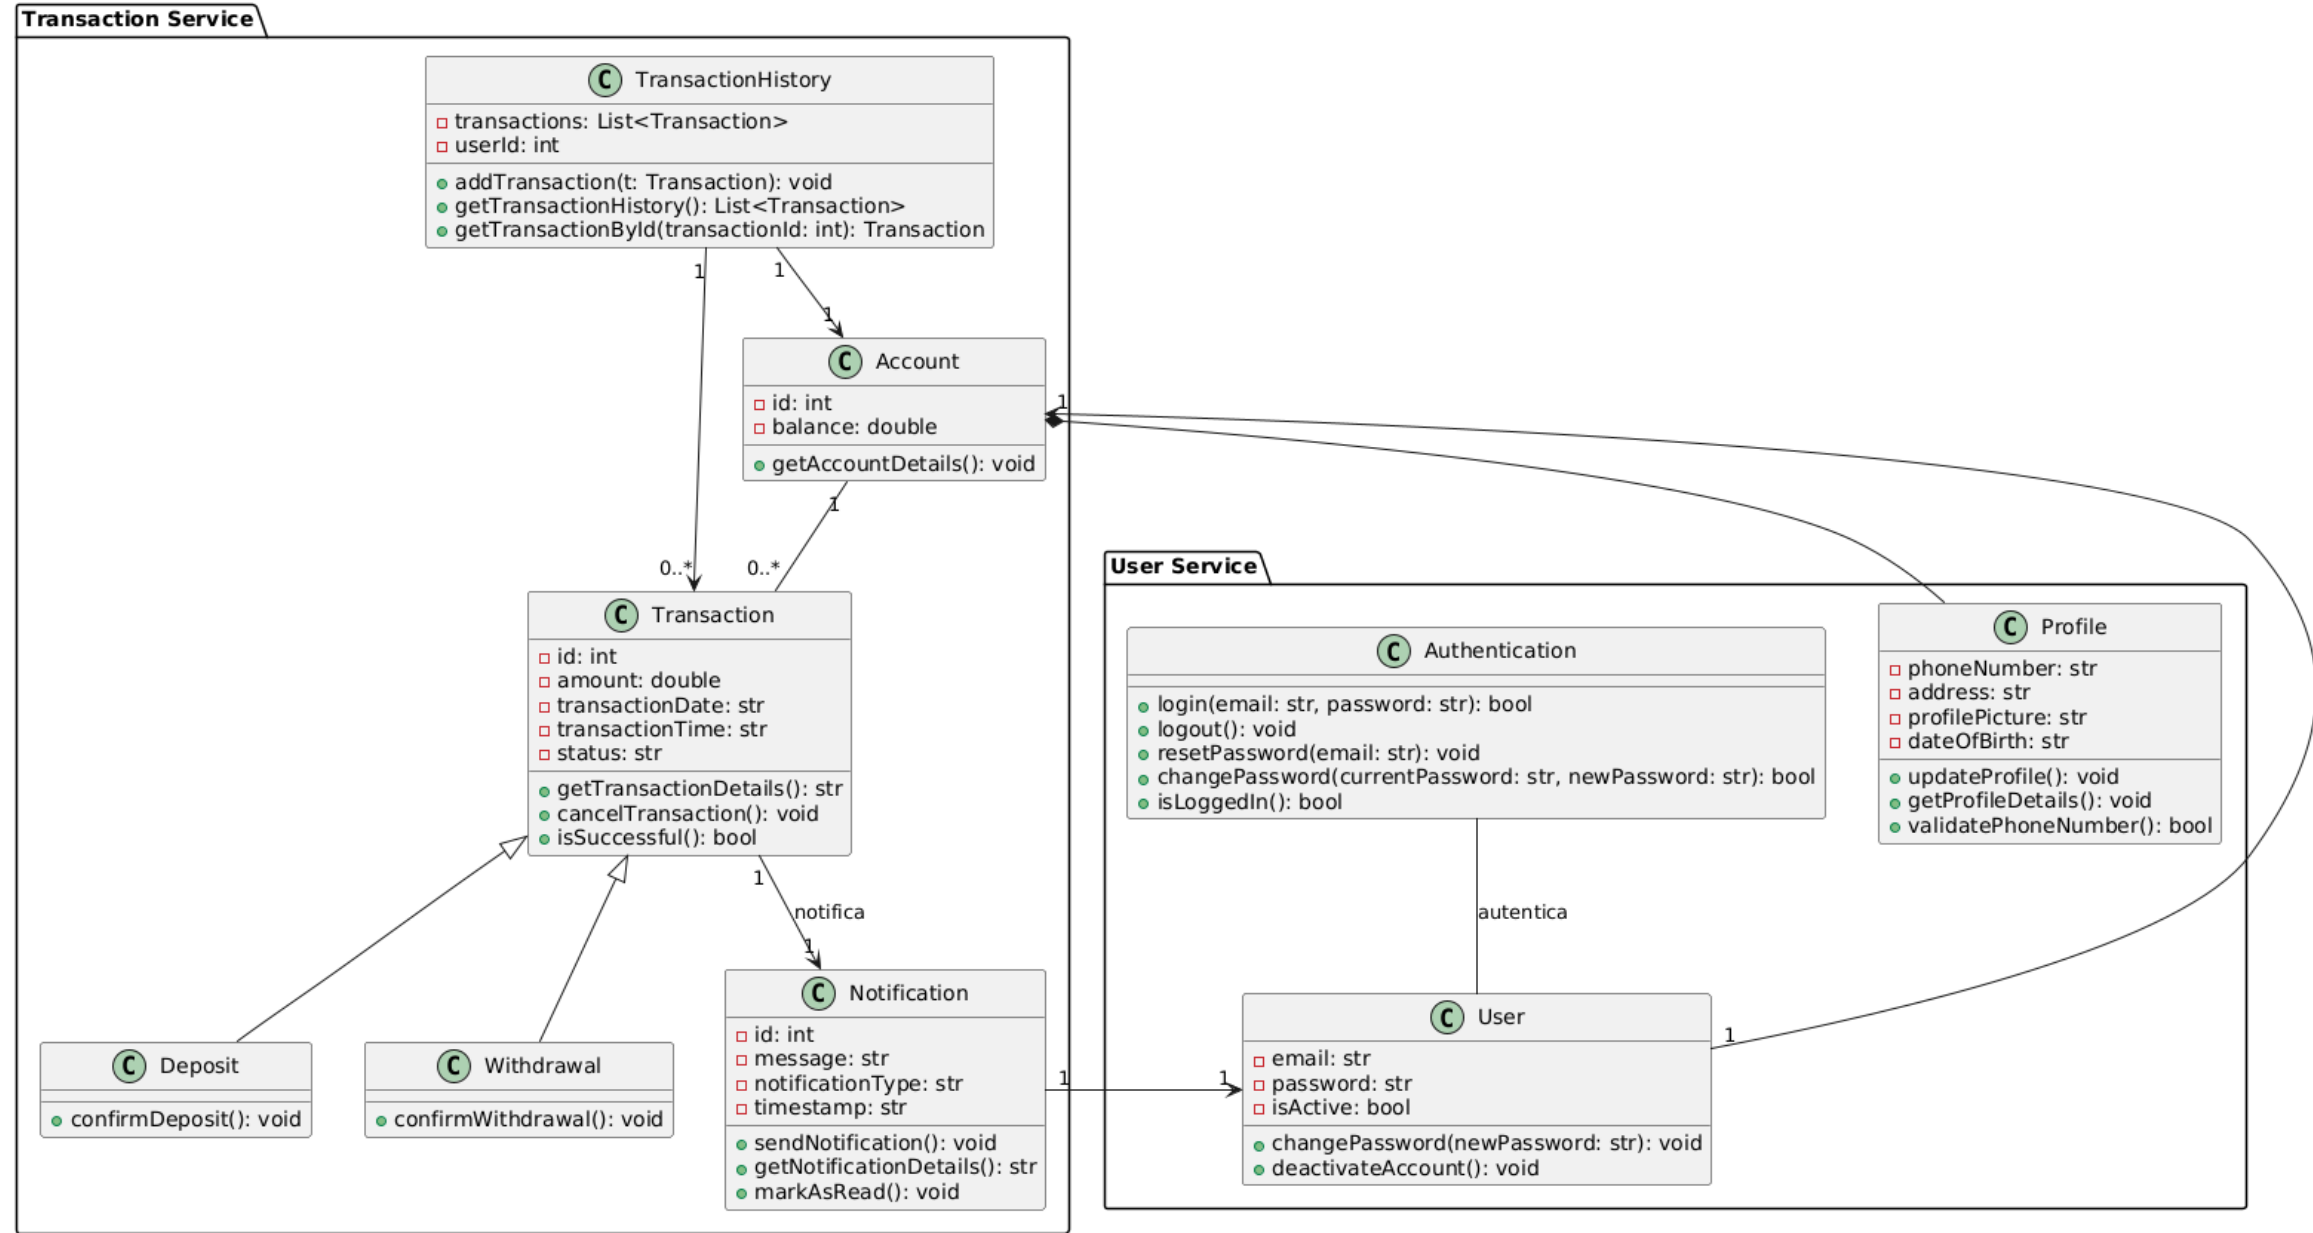 Transaction Service
C TransactionHistory
transactions: List<Transaction>
userId: int
addTransaction(t: Transaction): void
getTransactionHistory(): List<Transaction>
getTransactionById(transactionId: int): Transaction
1
1
1
C Account
id: int
balance: double
getAccountDetails(): void
1
1
0..*
0..*
C Transaction
id: int
amount: double
transactionDate: str
transactionTime: str
status: str
getTransactionDetails(): str
cancelTransaction(): void
isSuccessful(): bool
1
notifica
1
C Deposit
confirmDeposit(): void
C Withdrawal
confirmWithdrawal(): void
C Notification
id: int
message: str
notificationType: str
timestamp: str
sendNotification(): void
getNotificationDetails(): str
markAsRead(): void
1
1
User Service
C Authentication
login(email: str, password: str): bool
logout(): void
resetPassword(email: str): void
changePassword(currentPassword: str, newPassword: str): bool
isLoggedIn(): bool
C Profile
phoneNumber: str
address: str
profilePicture: str
dateOfBirth: str
updateProfile(): void
getProfileDetails(): void
validatePhoneNumber(): bool
autentica
C User
email: str
password: str
isActive: bool
changePassword(newPassword: str): void
deactivateAccount(): void
1